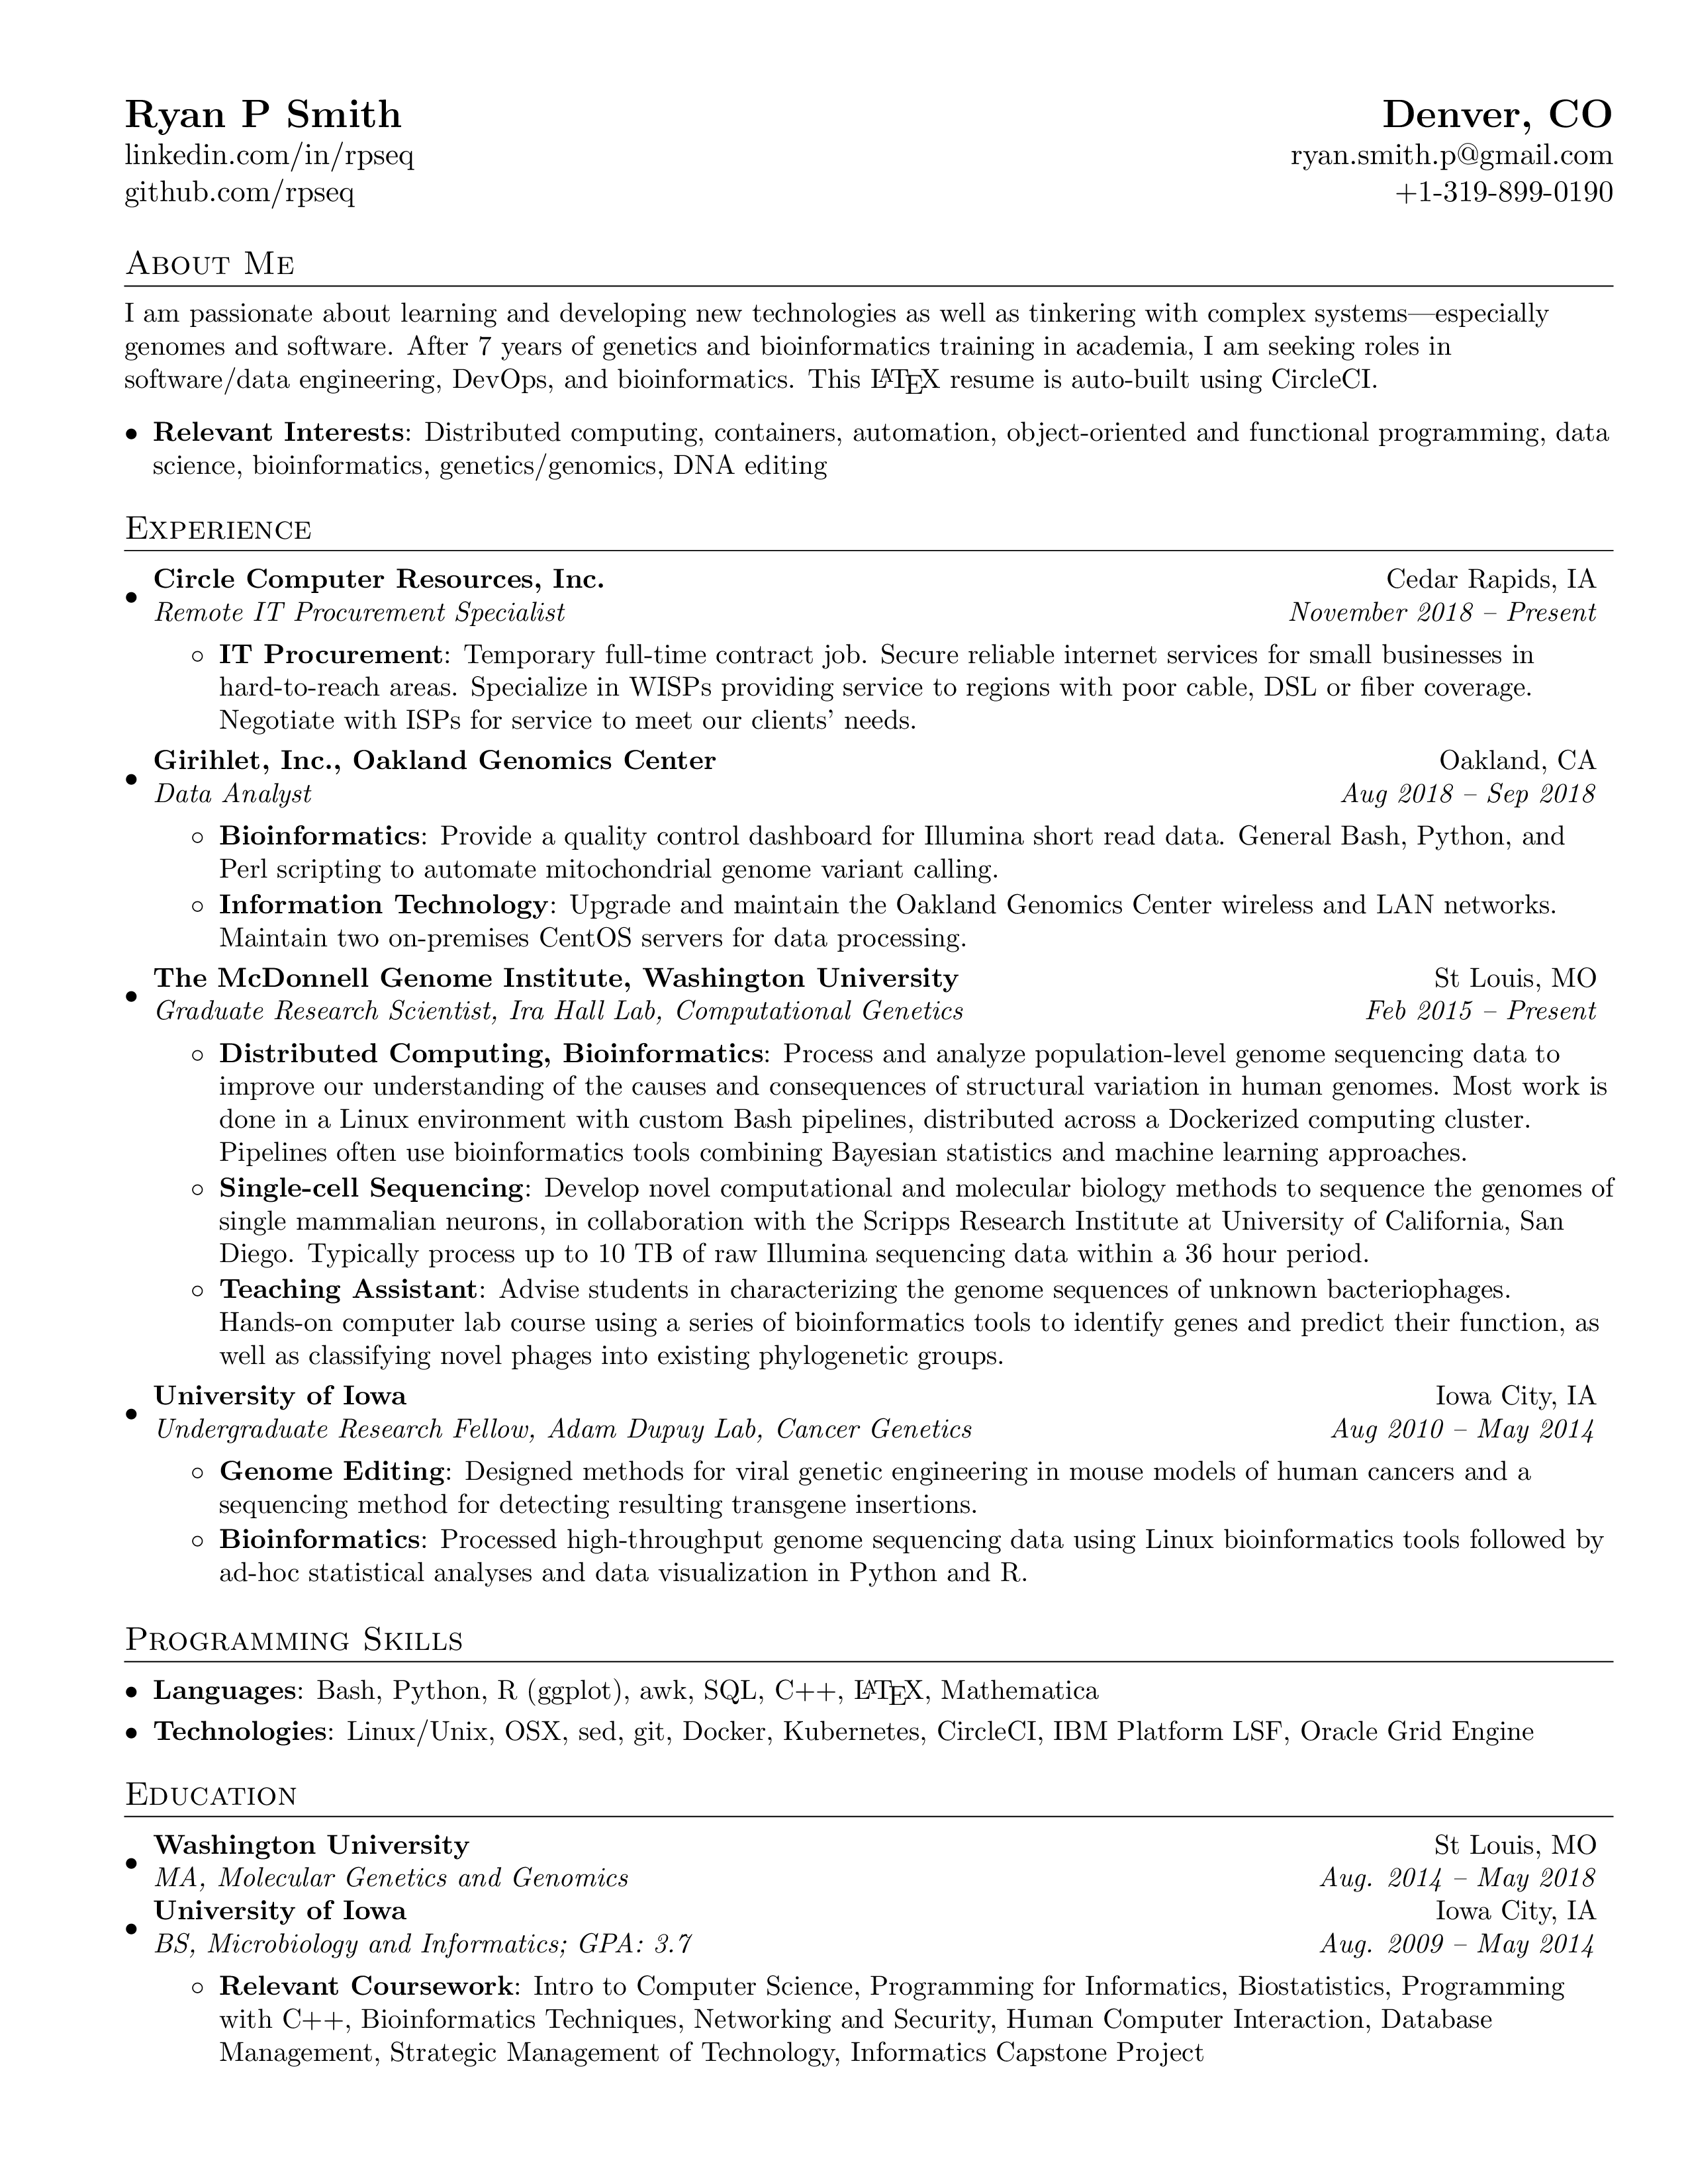 Ryan P Smith Denver, CO
linkedin.com/in/rpseq ryan.smith.p@gmail.com
github.com/rpseq +1-319-899-0190
About Me
I am passionate about learning and developing new technologies as well as tinkering with complex systems—especially
genomes and software. After 7 years of genetics and bioinformatics training in academia, I am seeking roles in
software/data engineering, DevOps, and bioinformatics. This LATEX resume is auto-built using CircleCI.
• Relevant Interests: Distributed computing, containers, automation, object-oriented and functional programming, data
science, bioinformatics, genetics/genomics, DNA editing
Experience
• Circle Computer Resources, Inc. Cedar Rapids, IA
Remote IT Procurement Specialist November 2018 – Present
◦ IT Procurement: Temporary full-time contract job. Secure reliable internet services for small businesses in
hard-to-reach areas. Specialize in WISPs providing service to regions with poor cable, DSL or fiber coverage.
Negotiate with ISPs for service to meet our clients' needs.
• Girihlet, Inc., Oakland Genomics Center Oakland, CA
Data Analyst Aug 2018 – Sep 2018
◦ Bioinformatics: Provide a quality control dashboard for Illumina short read data. General Bash, Python, and
Perl scripting to automate mitochondrial genome variant calling.
◦ Information Technology: Upgrade and maintain the Oakland Genomics Center wireless and LAN networks.
Maintain two on-premises CentOS servers for data processing.
• The McDonnell Genome Institute, Washington University St Louis, MO
Graduate Research Scientist, Ira Hall Lab, Computational Genetics Feb 2015 – Present
◦ Distributed Computing, Bioinformatics: Process and analyze population-level genome sequencing data to
improve our understanding of the causes and consequences of structural variation in human genomes. Most work is
done in a Linux environment with custom Bash pipelines, distributed across a Dockerized computing cluster.
Pipelines often use bioinformatics tools combining Bayesian statistics and machine learning approaches.
◦ Single-cell Sequencing: Develop novel computational and molecular biology methods to sequence the genomes of
single mammalian neurons, in collaboration with the Scripps Research Institute at University of California, San
Diego. Typically process up to 10 TB of raw Illumina sequencing data within a 36 hour period.
◦ Teaching Assistant: Advise students in characterizing the genome sequences of unknown bacteriophages.
Hands-on computer lab course using a series of bioinformatics tools to identify genes and predict their function, as
well as classifying novel phages into existing phylogenetic groups.
• University of Iowa Iowa City, IA
Undergraduate Research Fellow, Adam Dupuy Lab, Cancer Genetics Aug 2010 – May 2014
◦ Genome Editing: Designed methods for viral genetic engineering in mouse models of human cancers and a
sequencing method for detecting resulting transgene insertions.
◦ Bioinformatics: Processed high-throughput genome sequencing data using Linux bioinformatics tools followed by
ad-hoc statistical analyses and data visualization in Python and R.
Programming Skills
• Languages: Bash, Python, R (ggplot), awk, SQL, C++, LATEX, Mathematica
• Technologies: Linux/Unix, OSX, sed, git, Docker, Kubernetes, CircleCI, IBM Platform LSF, Oracle Grid Engine
Education
• Washington University St Louis, MO
MA, Molecular Genetics and Genomics Aug. 2014 – May 2018
• University of Iowa Iowa City, IA
BS, Microbiology and Informatics; GPA: 3.7 Aug. 2009 – May 2014
◦ Relevant Coursework: Intro to Computer Science, Programming for Informatics, Biostatistics, Programming
with C++, Bioinformatics Techniques, Networking and Security, Human Computer Interaction, Database
Management, Strategic Management of Technology, Informatics Capstone Project